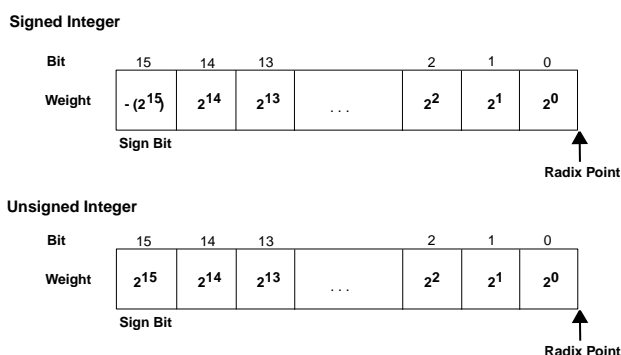 Signed Integer
Bit 15 14 13 2 1 0
Weight - (2^15) 2^14 2^13 . . . 2^2 2^1 2^0
Sign Bit
Radix Point
Unsigned Integer
Bit 15 14 13 2 1 0
Weight 2^15 2^14 2^13 . . . 2^2 2^1 2^0
Sign Bit
Radix Point